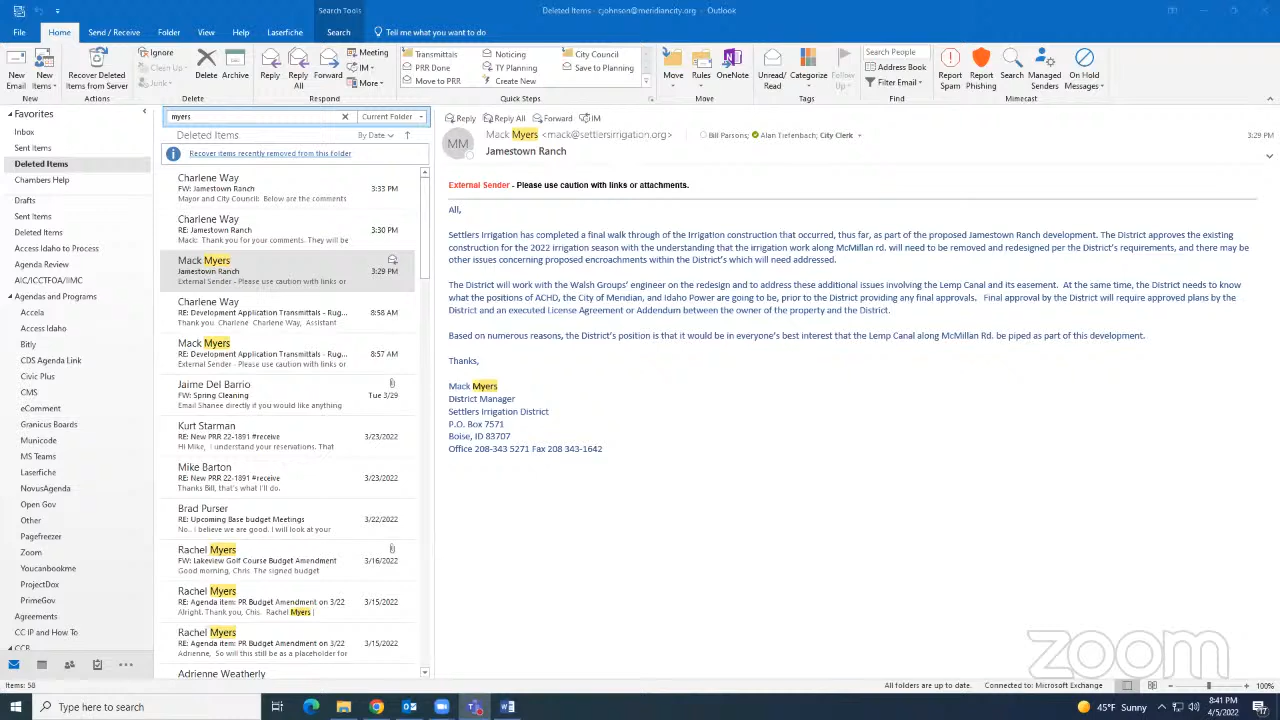 Search Tools
Deleted Items - cjohnson@meridiancity.org - Outlook
File Home Send / Receive Folder View Help Laserfiche Search Tell me what you want to do
New Email
New Items
New
Recover Deleted Items from Server
Actions
Ignore
Clean Up
Junk
Delete
Archive
Delete
Reply
Reply All
Forward
Meeting
IM
More
Respond
Transmittals
PRR Done
Move to PRR
Noticing
TY Planning
Create New
City Council
Save to Planning
Quick Steps
Move
Rules
OneNote
Move
Unread/ Read
Categorize
Follow Up
Tags
Search People
Address Book
Filter Email
Find
Report Spam
Report Phishing
Search
Managed Senders
On Hold Messages
Mimecast
Favorites
Inbox
Sent Items
Deleted Items
Chambers Help
Drafts
Sent Items
Deleted Items
Access Idaho to Process
Agenda Review
AIC/ICCTFOA/IIMC
Agendas and Programs
Accela
Access Idaho
Bitly
CDS Agenda Link
Civic Plus
CMS
eComment
Granicus Boards
Municode
MS Teams
Laserfiche
NovusAgenda
Open Gov
Other
Pagefreezer
Zoom
Youcanbookme
ProjectDox
PrimeGov
Agreements
CC IP and How To
CCB
myers
Current Folder
Deleted Items
By Date
Recover items recently removed from this folder
Charlene Way
FW: Jamestown Ranch 3:33 PM
Mayor and City Council: Below are the comments
Charlene Way
RE: Jamestown Ranch 3:30 PM
Mack: Thank you for your comments. They will be
Mack Myers
Jamestown Ranch 3:29 PM
External Sender - Please use caution with links or
Charlene Way
RE: Development Application Transmittals - Rug... 8:58 AM
Thank you Charlene Charlene Way, Assistant
Mack Myers
RE: Development Application Transmittals - Rug... 8:57 AM
External Sender - Please use caution with links or
Jaime Del Barrio
FW: Spring Cleaning Tue 3/29
Email Shanee directly if you would like anything
Kurt Starman
RE: New PRR 22-1891 #receive 3/23/2022
Hi Mike, I understand your reservations. That
Mike Barton
RE: New PRR 22-1891 #receive 3/23/2022
Thanks Bill, that's what I'll do.
Brad Purser
RE: Upcoming Base budget Meetings 3/22/2022
No.. I believe we are good. I will look at your
Rachel Myers
FW: Lakeview Golf Course Budget Amendment 3/16/2022
Good morning, Chris The signed budget
Rachel Myers
RE: Agenda item: PR Budget Amendment on 3/22 3/15/2022
Alright. Thank you, Chis. Rachel Myers |
Rachel Myers
RE: Agenda item: PR Budget Amendment on 3/22 3/15/2022
Adrienne, So will this still be as a placeholder for
Adrienne Weatherly
Reply Reply All Forward IM
MM
Mack Myers <mack@settlersirrigation.org>
Bill Parsons; Alan Tiefenbach; City Clerk
3:29 PM
Jamestown Ranch
External Sender - Please use caution with links or attachments.
All,
Settlers Irrigation has completed a final walk through of the Irrigation construction that occurred, thus far, as part of the proposed Jamestown Ranch development. The District approves the existing
construction for the 2022 irrigation season with the understanding that the irrigation work along McMillan rd. will need to be removed and redesigned per the District's requirements, and there may be
other issues concerning proposed encroachments within the District's which will need addressed.
The District will work with the Walsh Groups' engineer on the redesign and to address these additional issues involving the Lemp Canal and its easement. At the same time, the District needs to know
what the positions of ACHD, the City of Meridian, and Idaho Power are going to be, prior to the District providing any final approvals. Final approval by the District will require approved plans by the
District and an executed License Agreement or Addendum between the owner of the property and the District.
Based on numerous reasons, the District's position is that it would be in everyone's best interest that the Lemp Canal along McMillan Rd. be piped as part of this development.
Thanks,
Mack Myers
District Manager
Settlers Irrigation District
P.O. Box 7571
Boise, ID 83707
Office 208-343 5271 Fax 208 343-1642
zoom
Items: 50
All folders are up to date. Connected to: Microsoft Exchange 100%
Type here to search
45°F Sunny
8:41 PM
4/5/2022